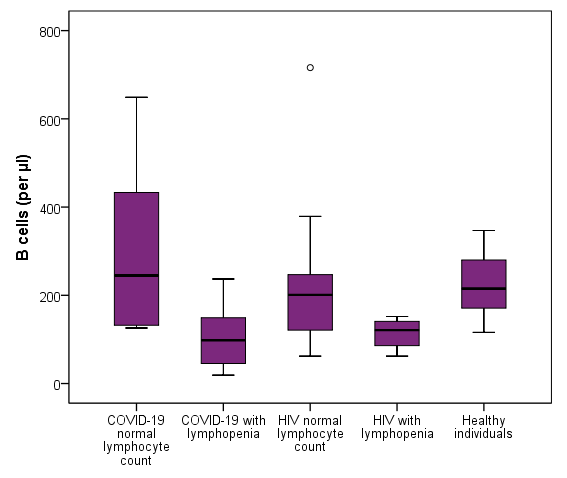 800
600
400
200
0
B cells (per µl)
COVID-19
normal
lymphocyte
count
COVID-19 with
lymphopenia
HIV normal
lymphocyte
count
HIV with
lymphopenia
Healthy
individuals